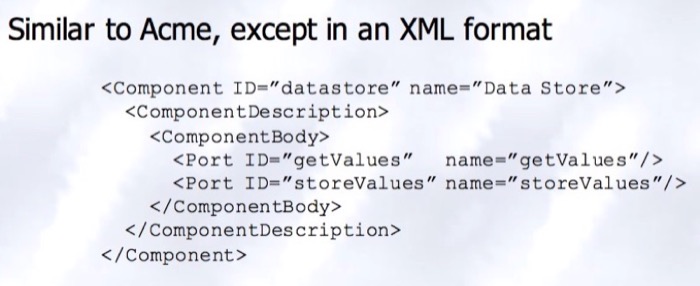 Similar to Acme, except in an XML format
<Component ID="datastore" name="Data Store">
<ComponentDescription>
<ComponentBody>
<Port ID="getValues" name="getValues"/>
<Port ID="storeValues" name="storeValues"/>
</ComponentBody>
</ComponentDescription>
</Component>